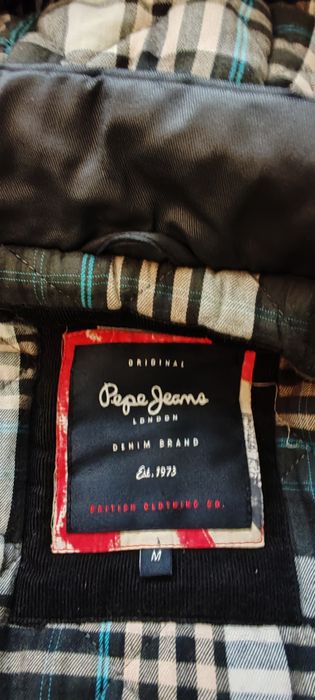 ORIGINAL
Pepe Jeans
LONDON
DENIM BRAND
Est. 1973
BRITISH CLOTHING CO.
M